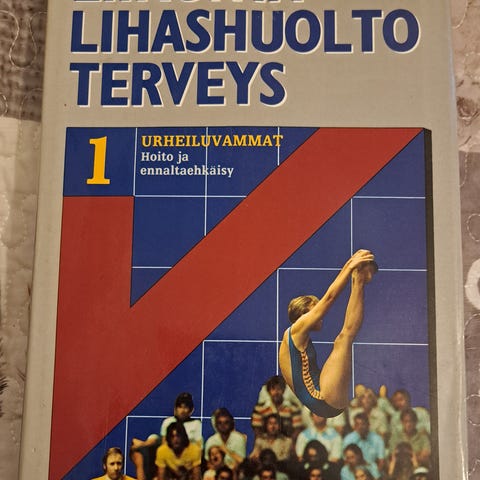 LIHASHUOLTO
TERVEYS
1
URHEILUVAMMAT
Hoito ja
ennaltaehkäisy